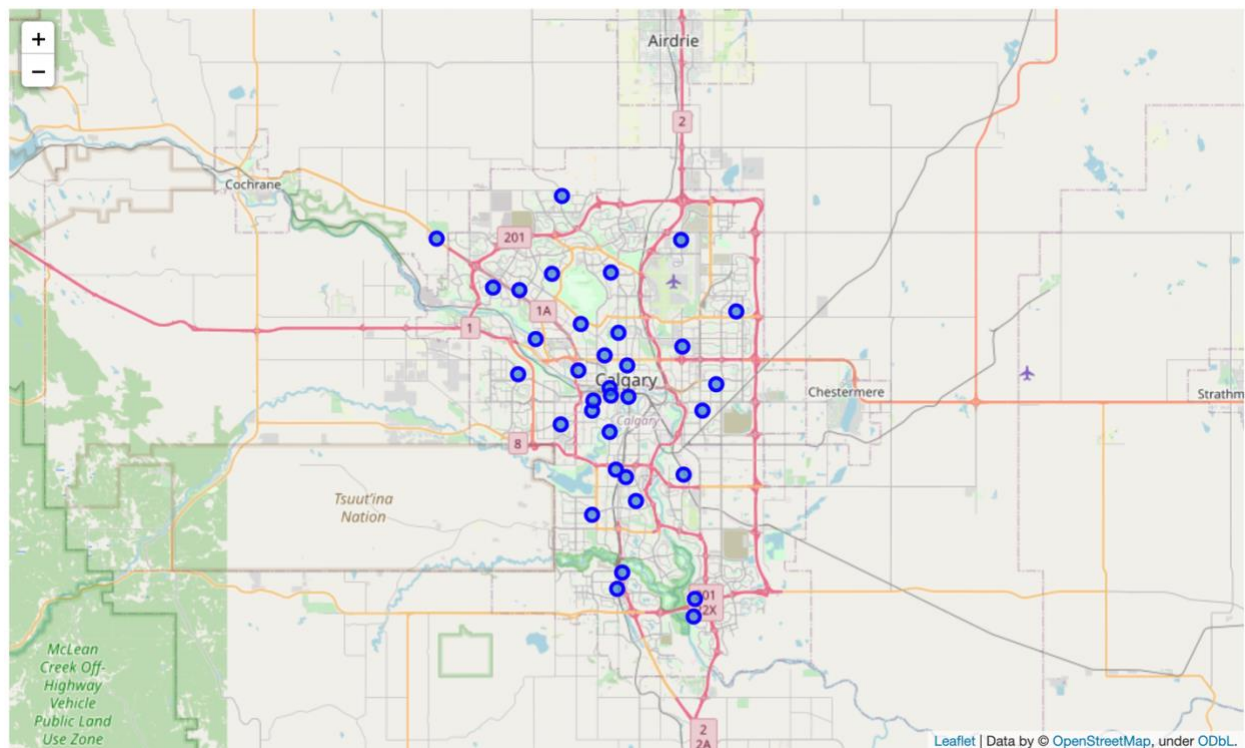 +
−
Airdrie
2
Cochrane
201
1A
1
Calgary
Chestermere
Strathm
Calgary
8
Tsuut'ina
Nation
01
2X
McLean
Creek Off-
Highway
Vehicle
Public Land
Use Zone
2
2A
Leaflet | Data by © OpenStreetMap, under ODbL.